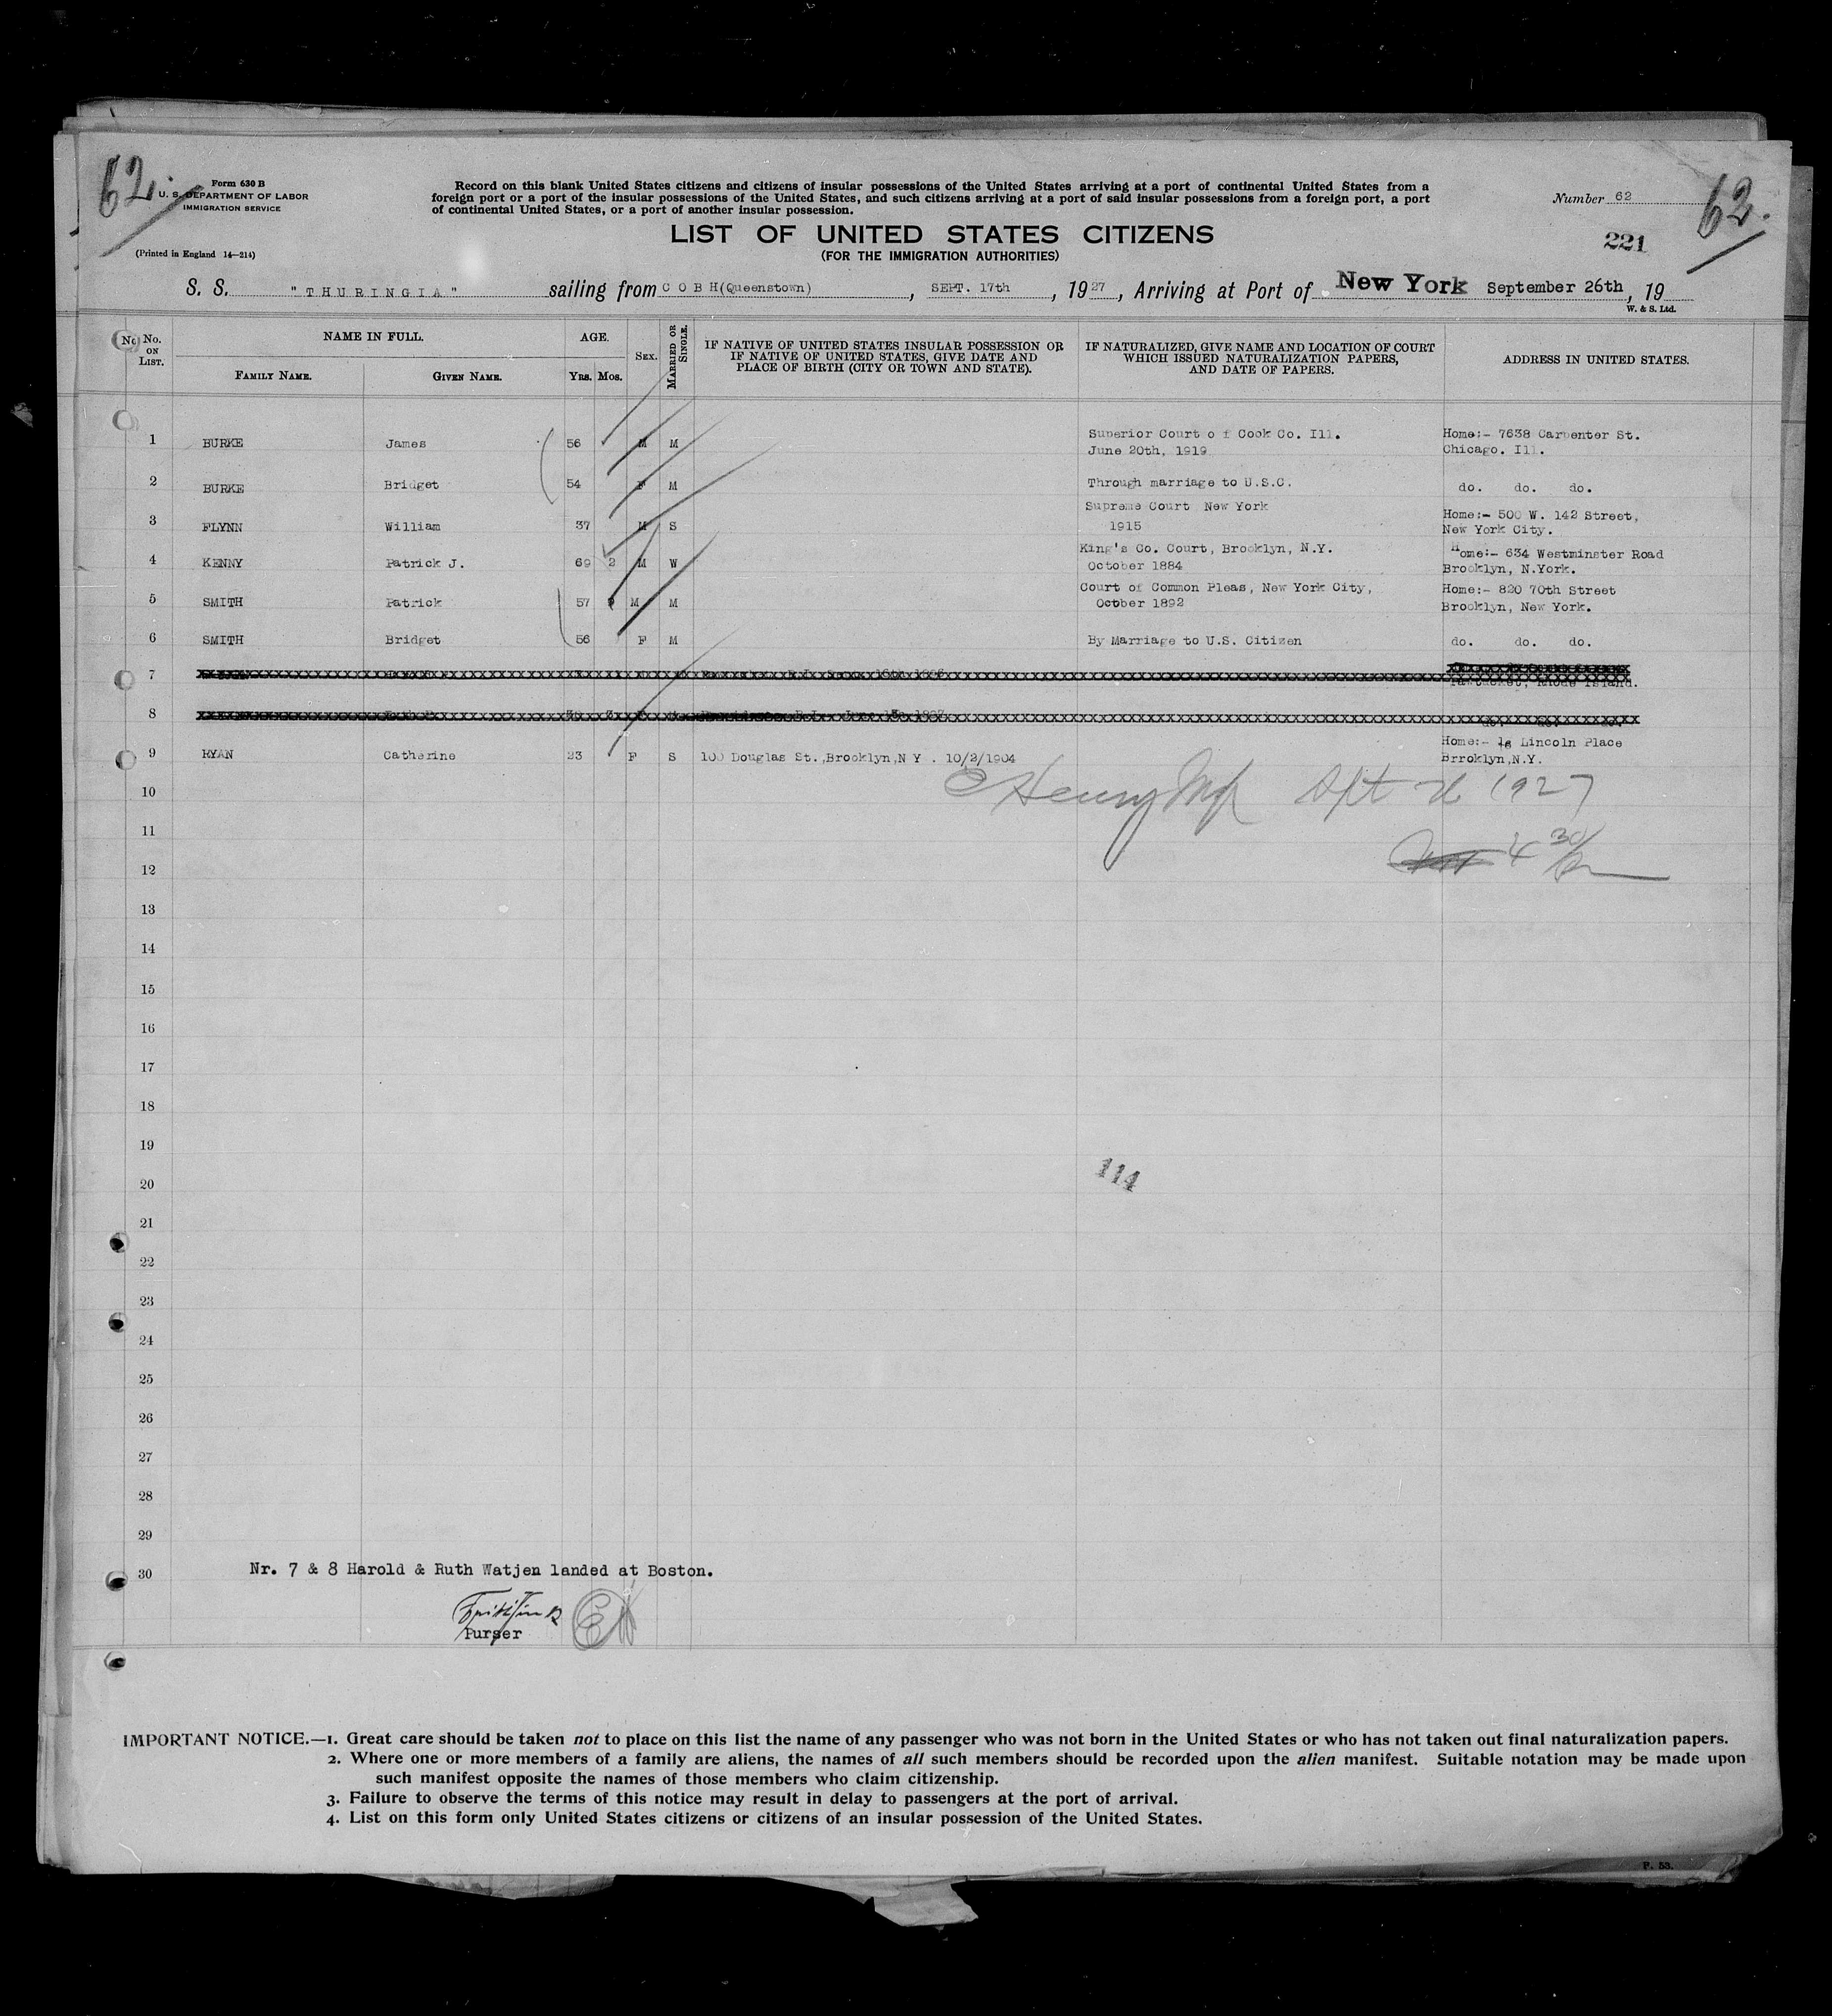 62.
Form 630 B
U. S. DEPARTMENT OF LABOR
IMMIGRATION SERVICE
(Printed in England 14—214)
Record on this blank United States citizens and citizens of insular possessions of the United States arriving at a port of continental United States from a
foreign port or a port of the insular possessions of the United States, and such citizens arriving at a port of said insular possessions from a foreign port, a port
of continental United States, or a port of another insular possession.
Number 62
62.
LIST OF UNITED STATES CITIZENS
(FOR THE IMMIGRATION AUTHORITIES)
221
S. S. "THURINGIA" sailing from COBH(Queenstown), SEPT. 17th, 1927, Arriving at Port of New York September 26th, 19
W. & S. Ltd.
No. ON LIST. NAME IN FULL. AGE. SEX. MARRIED OR SINGLE. IF NATIVE OF UNITED STATES INSULAR POSSESSION OR IF NATIVE OF UNITED STATES, GIVE DATE AND PLACE OF BIRTH (CITY OR TOWN AND STATE). IF NATURALIZED, GIVE NAME AND LOCATION OF COURT WHICH ISSUED NATURALIZATION PAPERS, AND DATE OF PAPERS. ADDRESS IN UNITED STATES.
FAMILY NAME. GIVEN NAME. YRS. MOS.
1 BURKE James 56 M M Superior Court o f Cook Co. Ill. Home:- 7638 Carpenter St.
June 20th, 1919 Chicago. Ill.
2 BURKE Bridget 54 F M Through marriage to U.S.C. do. do. do.
3 FLYNN William 37 M S Supreme Court New York Home:- 500 W. 142 Street,
1915 New York City.
4 KENNY Patrick J. 69 2 M W King's Co. Court, Brooklyn, N.Y. Home:- 634 Westminster Road
October 1884 Brooklyn, N.York.
5 SMITH Patrick 57 M M Court of Common Pleas, New York City, Home:- 820 70th Street
October 1892 Brooklyn, New York.
6 SMITH Bridget 56 F M By Marriage to U.S. Citizen do. do. do.
7 R.I. 16th 1896
Pawtucket, Rhode Island.
8 R.I. June 1897
9 RYAN Catherine 23 F S 100 Douglas St.,Brooklyn,N Y . 10/2/1904 Home:- Lincoln Place
Brrooklyn,N.Y.
10
1927
11
4 30
12
13
14
15
16
17
18
19
114
20
21
22
23
24
25
26
27
28
29
30 Nr. 7 & 8 Harold & Ruth Watjen landed at Boston.
Purser
IMPORTANT NOTICE.—1. Great care should be taken not to place on this list the name of any passenger who was not born in the United States or who has not taken out final naturalization papers.
2. Where one or more members of a family are aliens, the names of all such members should be recorded upon the alien manifest. Suitable notation may be made upon
such manifest opposite the names of those members who claim citizenship.
3. Failure to observe the terms of this notice may result in delay to passengers at the port of arrival.
4. List on this form only United States citizens or citizens of an insular possession of the United States.
F. 53.